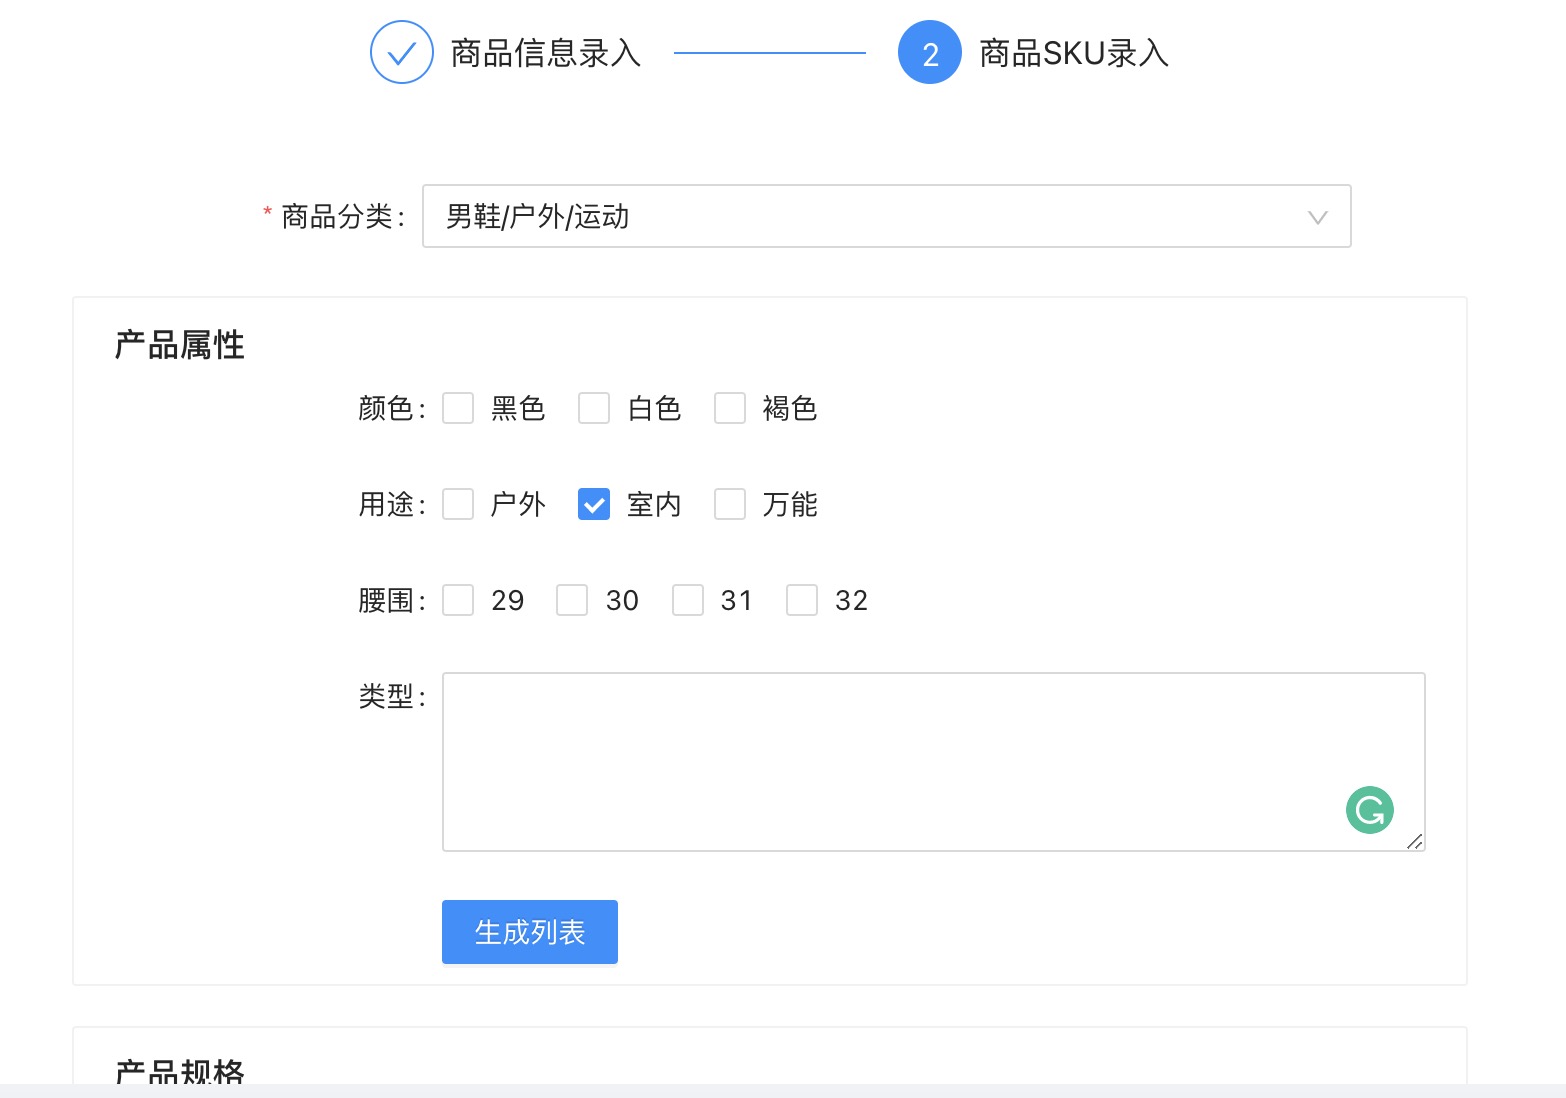 商品信息录入 2 商品SKU录入
* 商品分类: 男鞋/户外/运动
产品属性
颜色: 黑色 白色 褐色
用途: 户外 室内 万能
腰围: 29 30 31 32
类型:
生成列表
产品规格